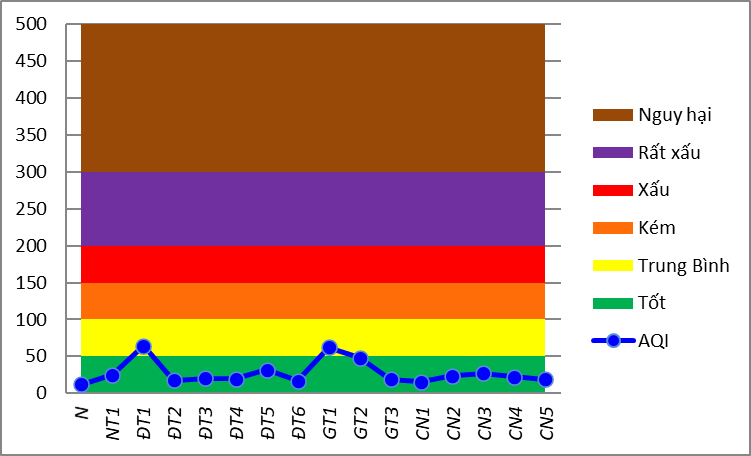 500
450
400
350
300
250
200
150
100
50
0
N
NT1
ĐT1
ĐT2
ĐT3
ĐT4
ĐT5
ĐT6
GT1
GT2
GT3
CN1
CN2
CN3
CN4
CN5
Nguy hại
Rất xấu
Xấu
Kém
Trung Bình
Tốt
AQI